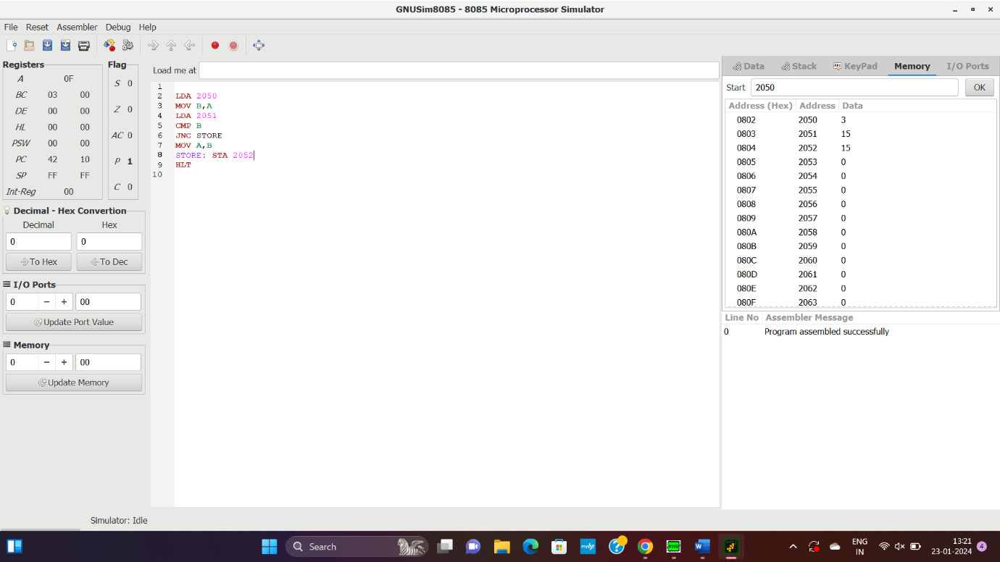 GNUSim8085 - 8085 Microprocessor Simulator
File Reset Assembler Debug Help
Registers
A 0F
BC 03 00
DE 00 00
HL 00 00
PSW 00 00
PC 42 10
SP FF FF
Int-Reg 00
Flag
S 0
Z 0
AC 0
P 1
C 0
Decimal - Hex Convertion
Decimal Hex
0 0
To Hex To Dec
I/O Ports
0 − + 00
Update Port Value
Memory
0 − + 00
Update Memory
Load me at
1
2 LDA 2050
3 MOV B,A
4 LDA 2051
5 CMP B
6 JNC STORE
7 MOV A,B
8 STORE: STA 2052
9 HLT
10
Data Stack Abc KeyPad Memory I/O Ports
Start 2050 OK
Address (Hex) Address Data
0802 2050 3
0803 2051 15
0804 2052 15
0805 2053 0
0806 2054 0
0807 2055 0
0808 2056 0
0809 2057 0
080A 2058 0
080B 2059 0
080C 2060 0
080D 2061 0
080E 2062 0
080F 2063 0
Line No Assembler Message
0 Program assembled successfully
Simulator: Idle
Search
myhp
ENG
IN
13:21
23-01-2024
4